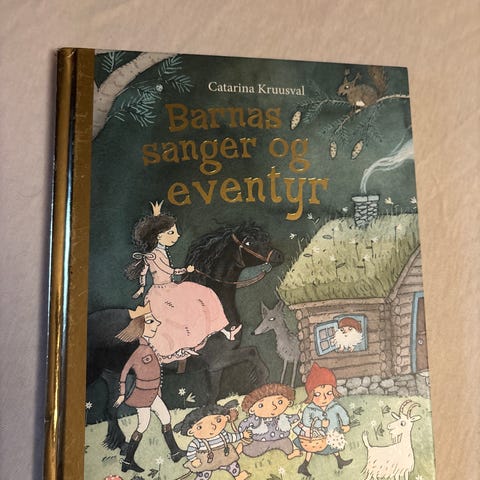 Catarina Kruusval
Barnas
sanger og
eventyr